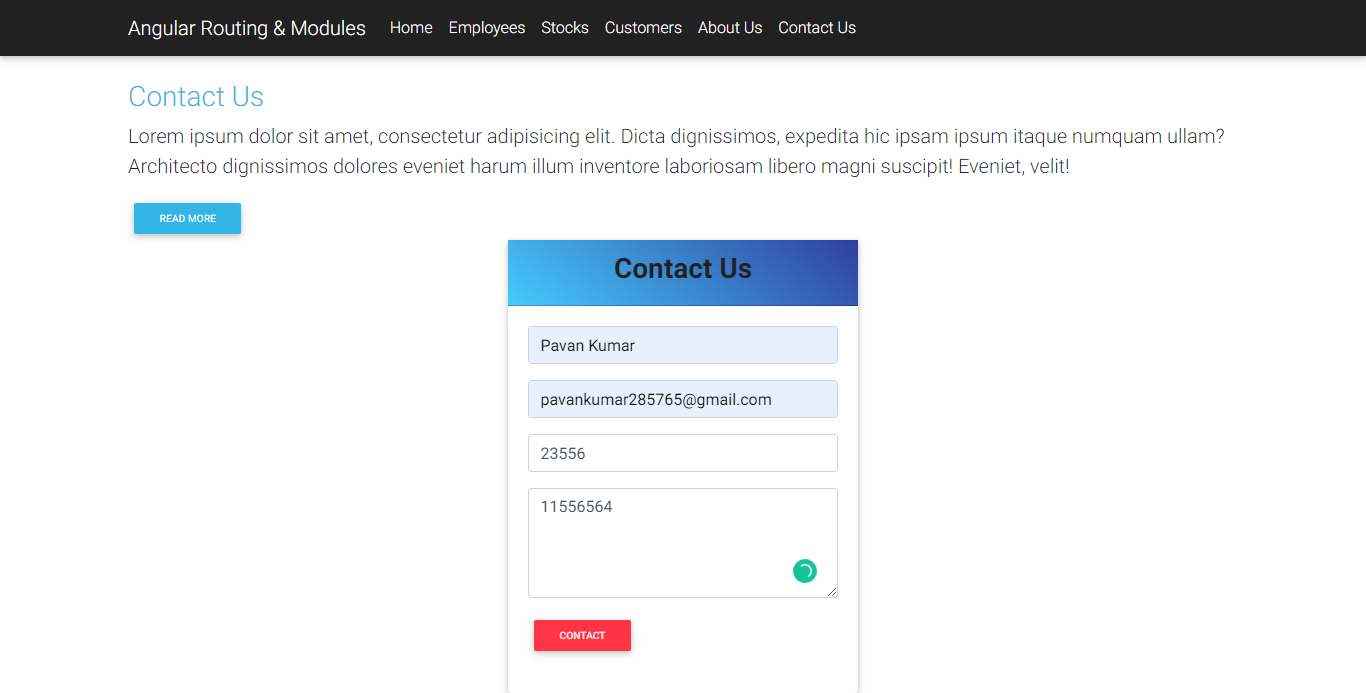 Angular Routing & Modules Home Employees Stocks Customers About Us Contact Us
Contact Us
Lorem ipsum dolor sit amet, consectetur adipisicing elit. Dicta dignissimos, expedita hic ipsam ipsum itaque numquam ullam?
Architecto dignissimos dolores eveniet harum illum inventore laboriosam libero magni suscipit! Eveniet, velit!
READ MORE
Contact Us
Pavan Kumar
pavankumar285765@gmail.com
23556
11556564
CONTACT